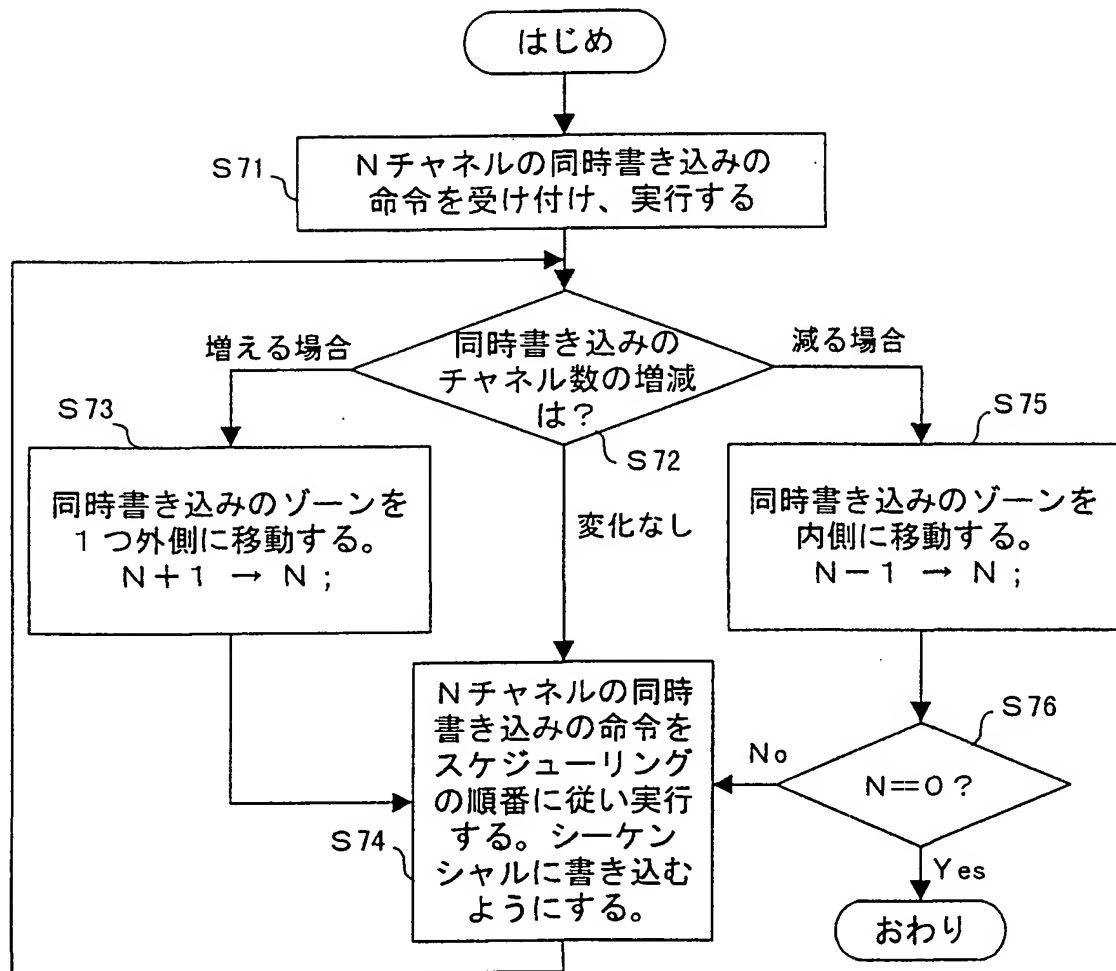 はじめ
S71
Nチャネルの同時書き込みの
命令を受け付け、実行する
増える場合
同時書き込みの
チャネル数の増減
は？
減る場合
S72
S73
同時書き込みのゾーンを
1つ外側に移動する。
N+1 → N ;
変化なし
S75
同時書き込みのゾーンを
内側に移動する。
N−1 → N ;
S74
Nチャネルの同時
書き込みの命令を
スケジューリング
の順番に従い実行
する。シーケン
シャルに書き込む
ようにする。
S76
No
N==0？
Yes
おわり